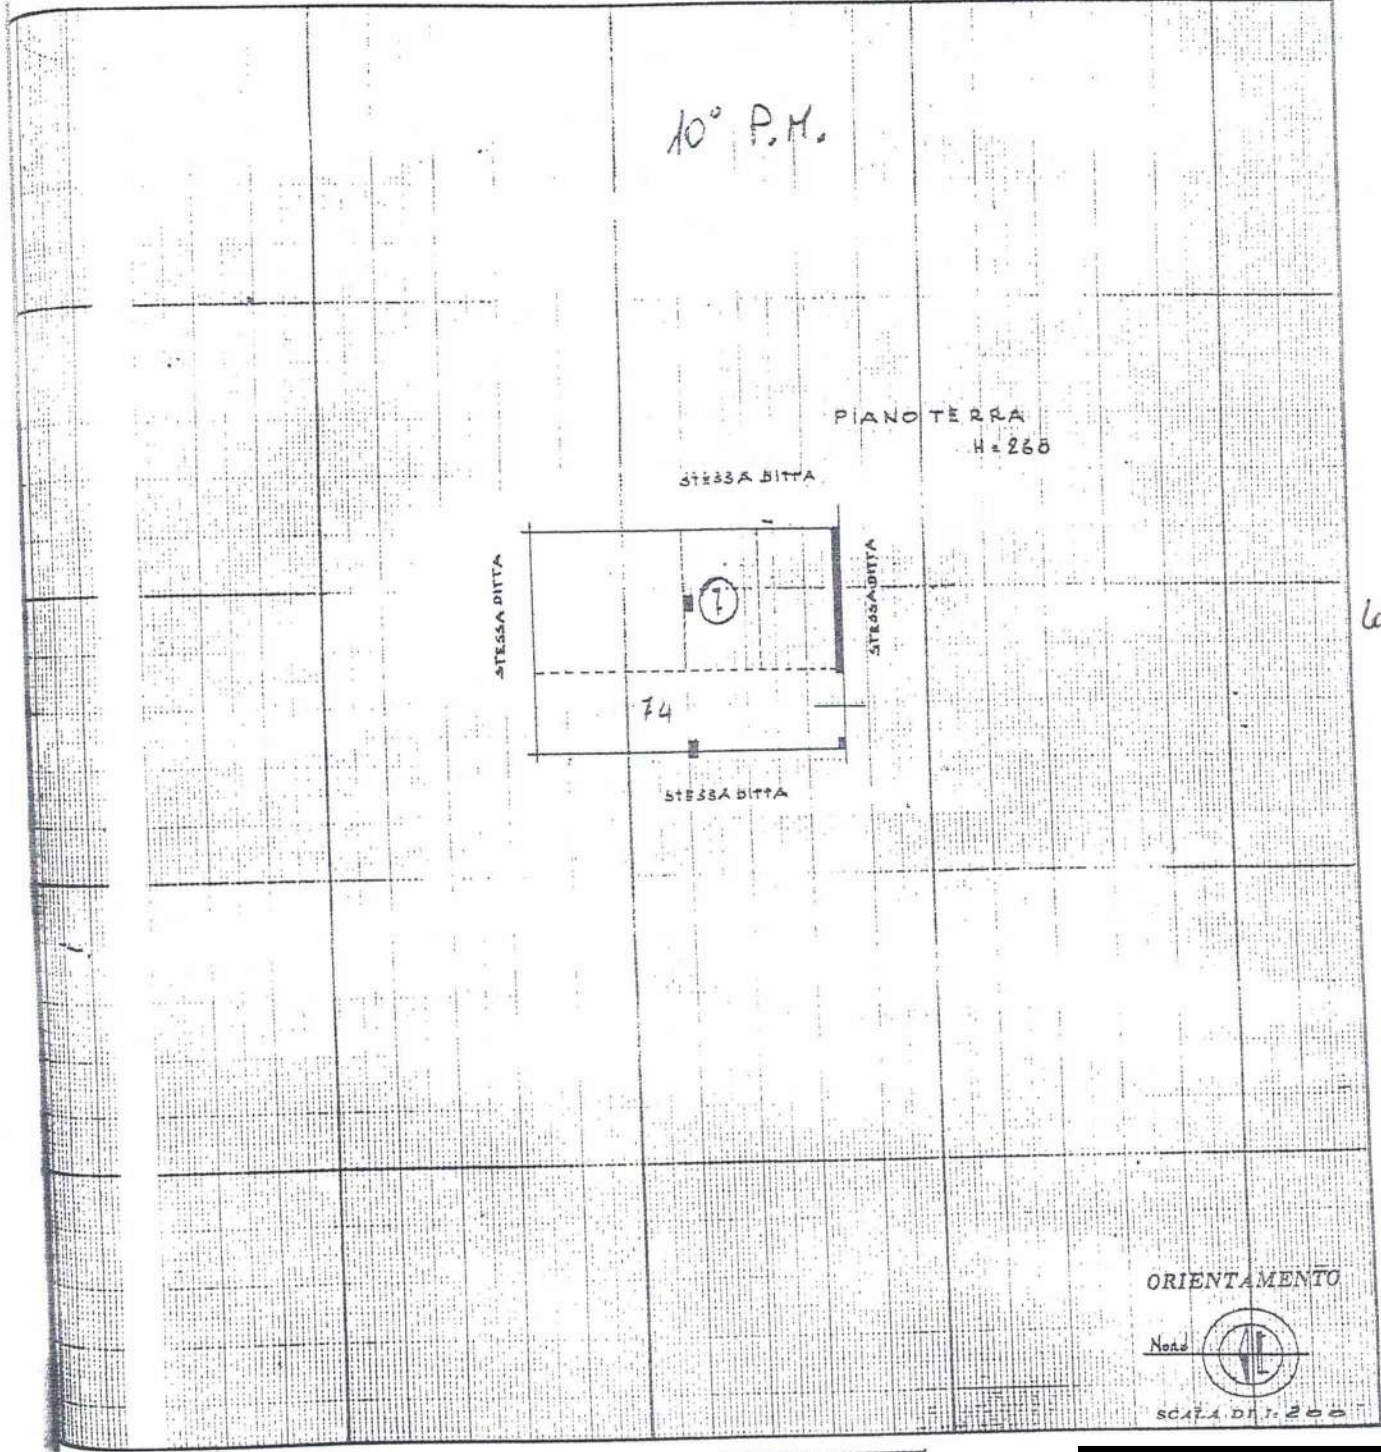 10° P.M.
PIANO TERRA
H = 260
STESSA DITTA
STESSA DITTA
STESSA DITTA
7
74
STESSA DITTA
ORIENTAMENTO
Nord
SCALA DI 1: 200